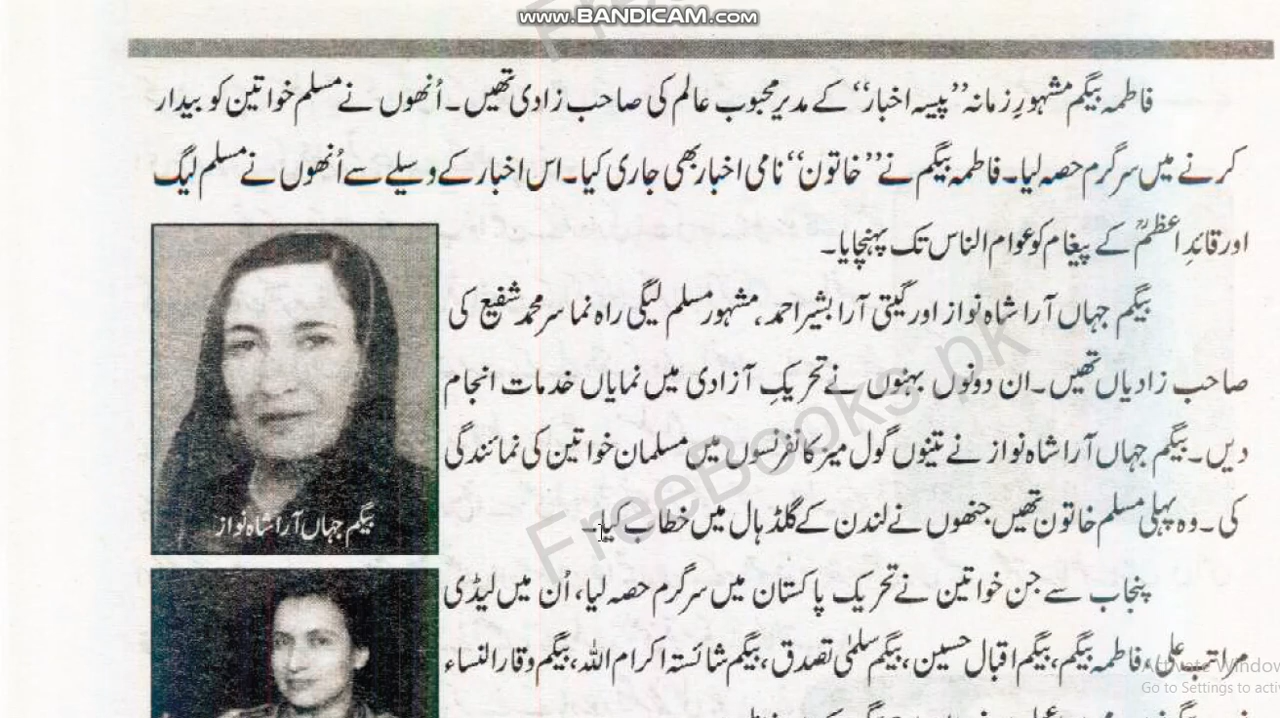 www.BANDICAM.com
فاطمہ بیگم مشہورِ زمانہ ’’پیسہ اخبار‘‘ کے مدیر محبوب عالم کی صاحب زادی تھیں۔ اُنھوں نے مسلم خواتین کو بیدار
کرنے میں سرگرم حصہ لیا۔ فاطمہ بیگم نے ’’خاتون‘‘ نامی اخبار بھی جاری کیا۔ اس اخبار کے وسیلے سے اُنھوں نے مسلم لیگ
اور قائدِ اعظمؒ کے پیغام کو عوام الناس تک پہنچایا۔
بیگم جہاں آرا شاہ نواز اور گیتی آرا بشیر احمد، مشہور مسلم لیگی راہ نما سر محمد شفیع کی
صاحب زادیاں تھیں۔ ان دونوں بہنوں نے تحریکِ آزادی میں نمایاں خدمات انجام
دیں۔ بیگم جہاں آرا شاہ نواز نے تینوں گول میز کانفرنسوں میں مسلمان خواتین کی نمائندگی
کی۔ وہ پہلی مسلم خاتون تھیں جنھوں نے لندن کے گلڈ ہال میں خطاب کیا۔
بیگم جہاں آرا شاہ نواز
پنجاب سے جن خواتین نے تحریک پاکستان میں سرگرم حصہ لیا، اُن میں لیڈی
مراتب علی، فاطمہ بیگم، بیگم اقبال حسین، بیگم سلمٰی تصدق، بیگم شائستہ اکرام اللہ، بیگم وقار النساء
FreeBooks.pk
Activate Window
Go to Settings to acti